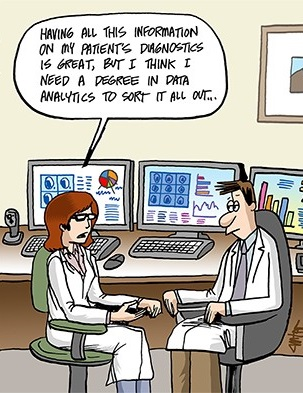 HAVING ALL THIS INFORMATION
ON MY PATIENT'S DIAGNOSTICS
IS GREAT, BUT I THINK I
NEED A DEGREE IN DATA
ANALYTICS TO SORT IT ALL OUT...